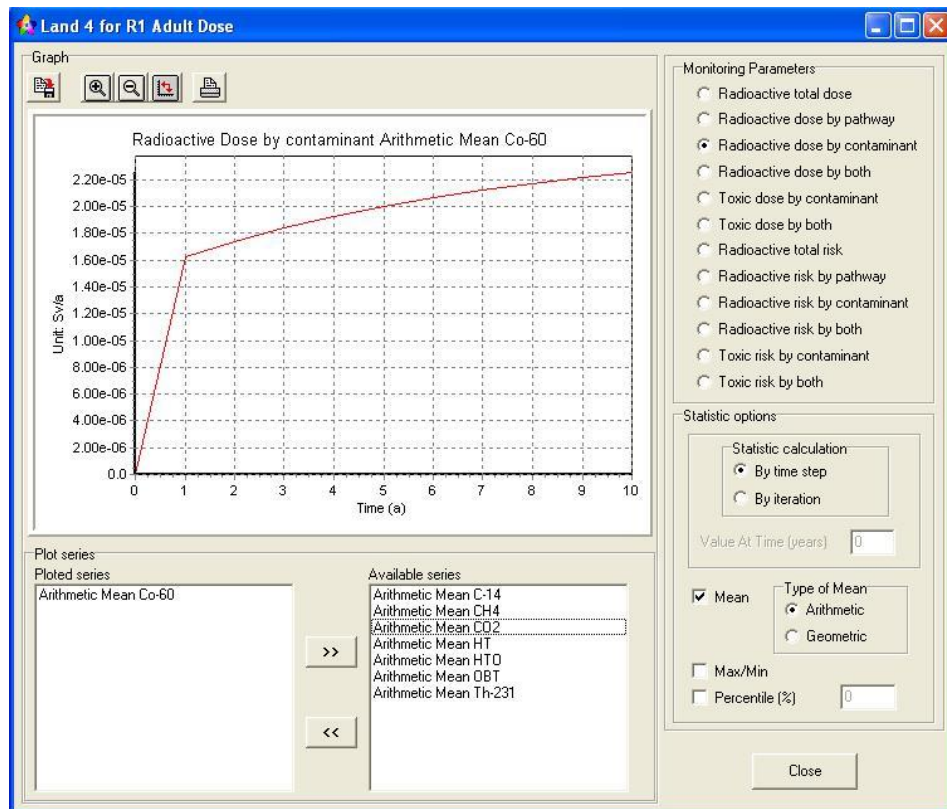 Land 4 for R1 Adult Dose
Graph
Radioactive Dose by contaminant Arithmetic Mean Co-60
Unit: Sv/a
2.20e-05
2.00e-05
1.80e-05
1.60e-05
1.40e-05
1.20e-05
1.00e-05
8.00e-06
6.00e-06
4.00e-06
2.00e-06
0.0
0 1 2 3 4 5 6 7 8 9 10
Time (a)
Plot series
Ploted series
Arithmetic Mean Co-60
>>
<<
Available series
Arithmetic Mean C-14
Arithmetic Mean CH4
Arithmetic Mean CO2
Arithmetic Mean HT
Arithmetic Mean HTO
Arithmetic Mean OBT
Arithmetic Mean Th-231
Monitoring Parameters
Radioactive total dose
Radioactive dose by pathway
Radioactive dose by contaminant
Radioactive dose by both
Toxic dose by contaminant
Toxic dose by both
Radioactive total risk
Radioactive risk by pathway
Radioactive risk by contaminant
Radioactive risk by both
Toxic risk by contaminant
Toxic risk by both
Statistic options
Statistic calculation
By time step
By iteration
Value At Time (years) 0
Mean
Type of Mean
Arithmetic
Geometric
Max/Min
Percentile (%) 0
Close